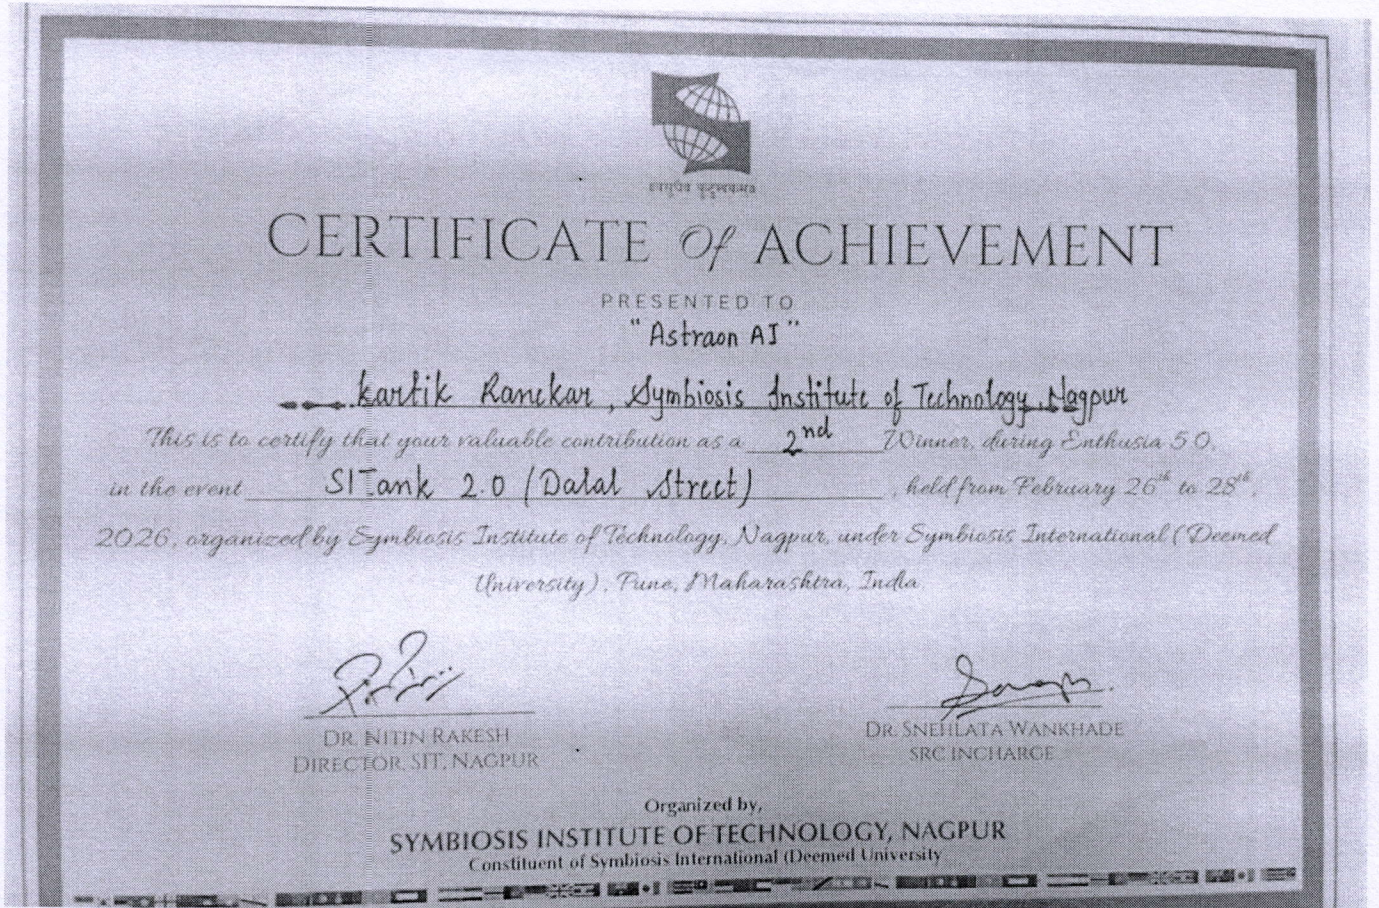 CERTIFICATE Of ACHIEVEMENT
PRESENTED TO
"Astraon AI"
Kartik Ranekar, Symbiosis Institute of Technology, Nagpur
This is to certify that your valuable contribution as a 2nd Winner, during Enthusia 5.0,
in the event SITank 2.0 (Dalal Street), held from February 26th to 28th,
2026, organized by Symbiosis Institute of Technology, Nagpur, under Symbiosis International (Deemed
University), Pune, Maharashtra, India
DR. NITIN RAKESH
DIRECTOR, SIT, NAGPUR
DR. SNEHLATA WANKHADE
SRC INCHARGE
Organized by,
SYMBIOSIS INSTITUTE OF TECHNOLOGY, NAGPUR
Constituent of Symbiosis International (Deemed University